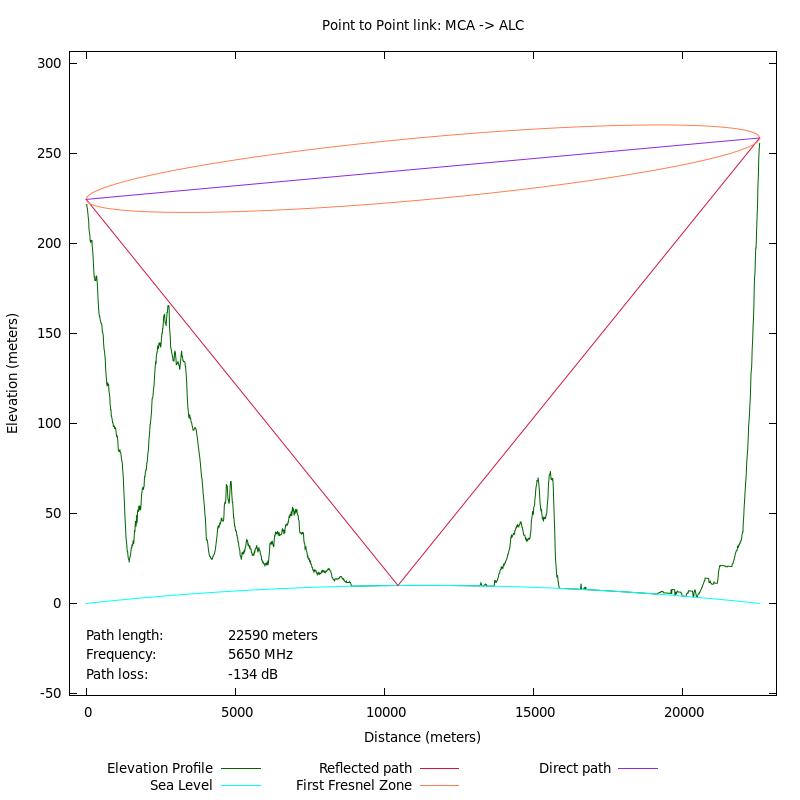 Point to Point link: MCA -> ALC
300
250
200
150
100
50
0
-50
Elevation (meters)
Path length: 22590 meters
Frequency: 5650 MHz
Path loss: -134 dB
0 5000 10000 15000 20000
Distance (meters)
Elevation Profile Reflected path Direct path
Sea Level First Fresnel Zone